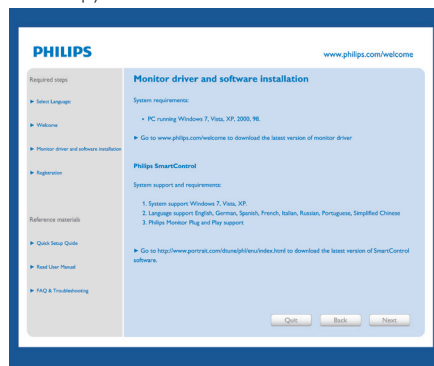 PHILIPS
www.philips.com/welcome
Required steps
► Select Language
► Welcome
► Monitor driver and software installation
► Registration
Reference materials
► Quick Setup Guide
► Read User Manual
► FAQ & Troubleshooting
Monitor driver and software installation
System requirements:
• PC running Windows 7, Vista, XP, 2000, 98.
► Go to www.philips.com/welcome to download the latest version of monitor driver
Philips SmartControl
System support and requirements:
1. System support Windows 7, Vista, XP.
2. Language support English, German, Spanish, French, Italian, Russian, Portuguese, Simplified Chinese
3. Philips Monitor Plug and Play support
► Go to http://www.portrait.com/dtune/phil/enu/index.html to download the latest version of SmartControl
software.
Quit
Back
Next